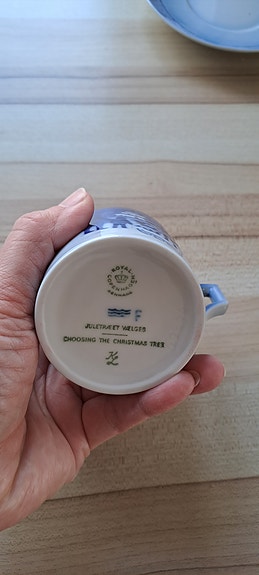 ROYAL
COPENHAGEN
DENMARK
F
JULETRÆET VÆLGES
CHOOSING THE CHRISTMAS TREE